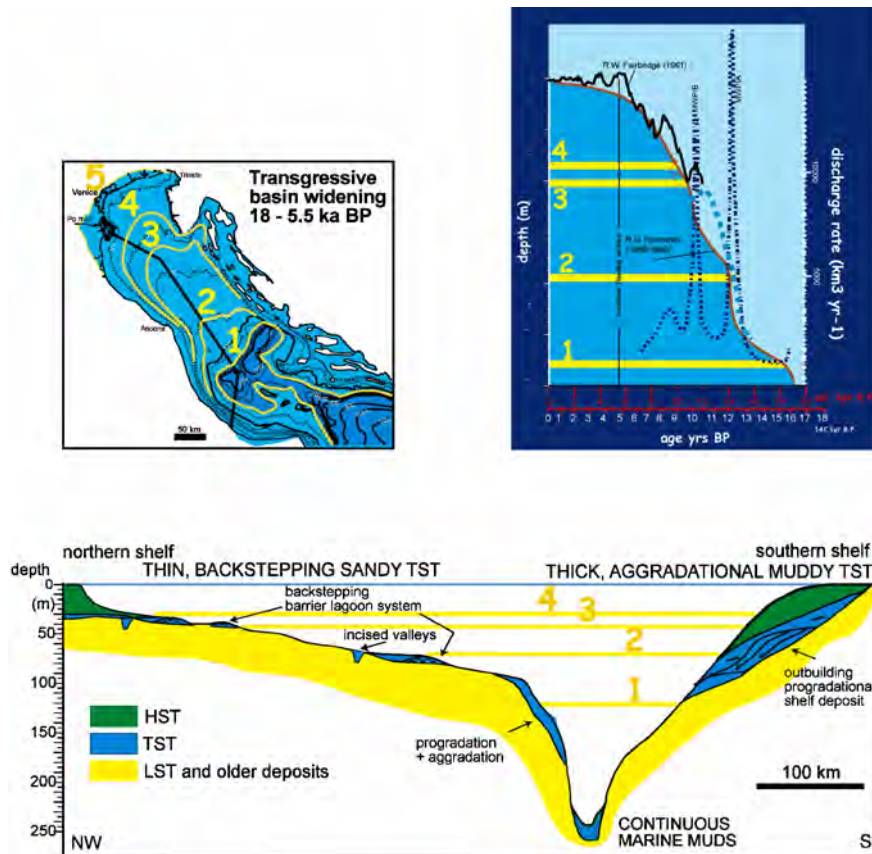 5
Venice
Trieste
Transgressive
basin widening
18 - 5.5 ka BP
4
3
2
1
Ancona
50 km
R.W. Fairbridge (1961)
MWP1B
MWP1A
depth (m)
4
3
2
1
10000
5000
discharge rate (km3 yr-1)
0 1 2 3 4 5 6 7 8 9 10 11 12 13 14 15 16 17 18
age yrs BP
northern shelf
southern shelf
depth
(m)
THIN, BACKSTEPPING SANDY TST
THICK, AGGRADATIONAL MUDDY TST
0
50
100
150
200
250
backstepping
barrier lagoon system
incised valleys
4
3
2
1
outbuilding
progradational
shelf deposit
progradation
+ aggradation
HST
TST
LST and older deposits
100 km
CONTINUOUS
MARINE MUDS
NW
S